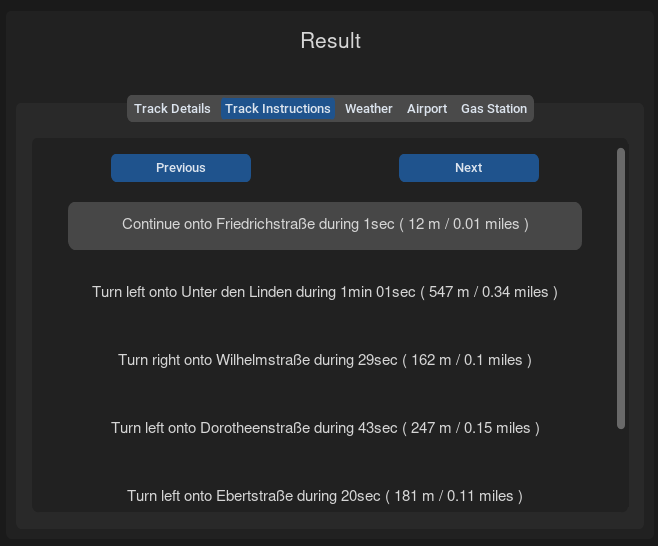 Result
Track Details Track Instructions Weather Airport Gas Station
Previous Next
Continue onto Friedrichstraße during 1sec ( 12 m / 0.01 miles )
Turn left onto Unter den Linden during 1min 01sec ( 547 m / 0.34 miles )
Turn right onto Wilhelmstraße during 29sec ( 162 m / 0.1 miles )
Turn left onto Dorotheenstraße during 43sec ( 247 m / 0.15 miles )
Turn left onto Ebertstraße during 20sec ( 181 m / 0.11 miles )